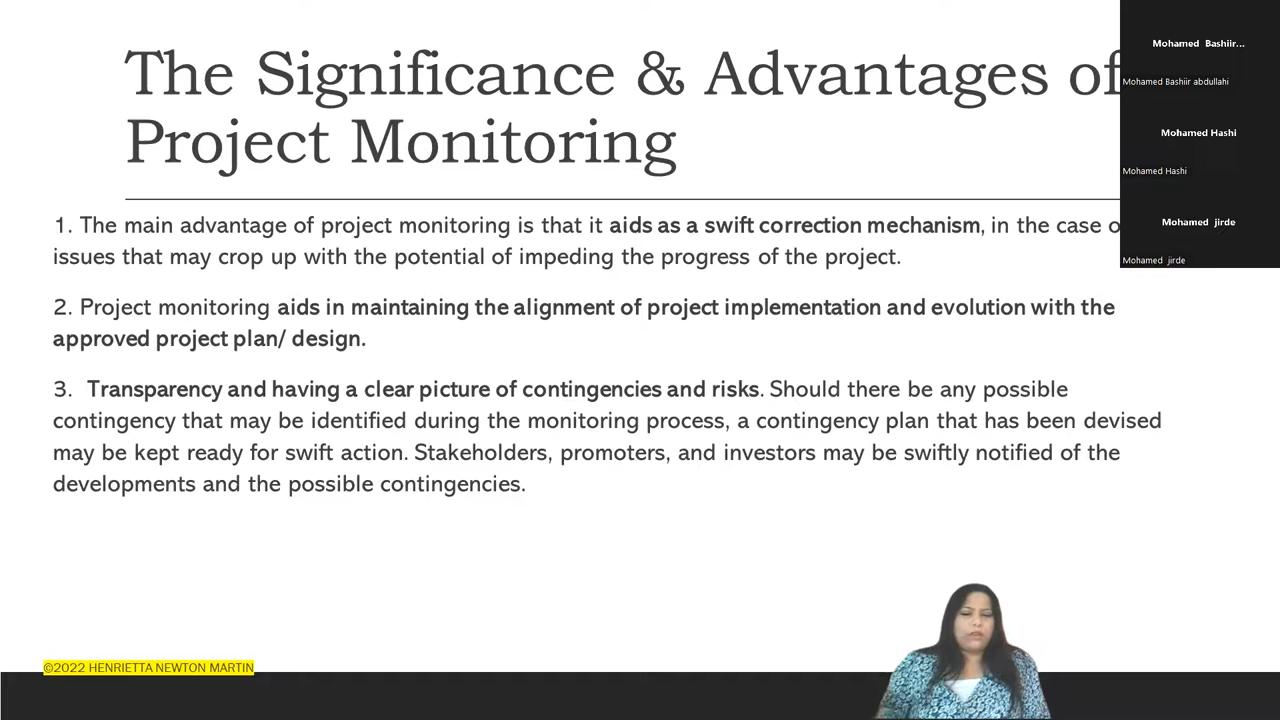 The Significance & Advantages of
Project Monitoring
1. The main advantage of project monitoring is that it aids as a swift correction mechanism, in the case
issues that may crop up with the potential of impeding the progress of the project.
2. Project monitoring aids in maintaining the alignment of project implementation and evolution with the
approved project plan/ design.
3. Transparency and having a clear picture of contingencies and risks. Should there be any possible
contingency that may be identified during the monitoring process, a contingency plan that has been devised
may be kept ready for swift action. Stakeholders, promoters, and investors may be swiftly notified of the
developments and the possible contingencies.
©2022 HENRIETTA NEWTON MARTIN
Mohamed Bashiir...
Mohamed Bashiir abdullahi
Mohamed Hashi
Mohamed Hashi
Mohamed jirde
Mohamed jirde